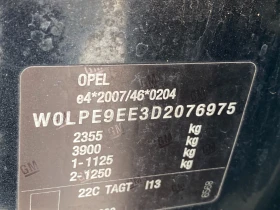 OPEL
e4*2007/46*0204
W0LPE9EE3D2076975
2355 kg
3900 kg
1-1125 kg
2-1250 kg
22C TAGT I13
GM